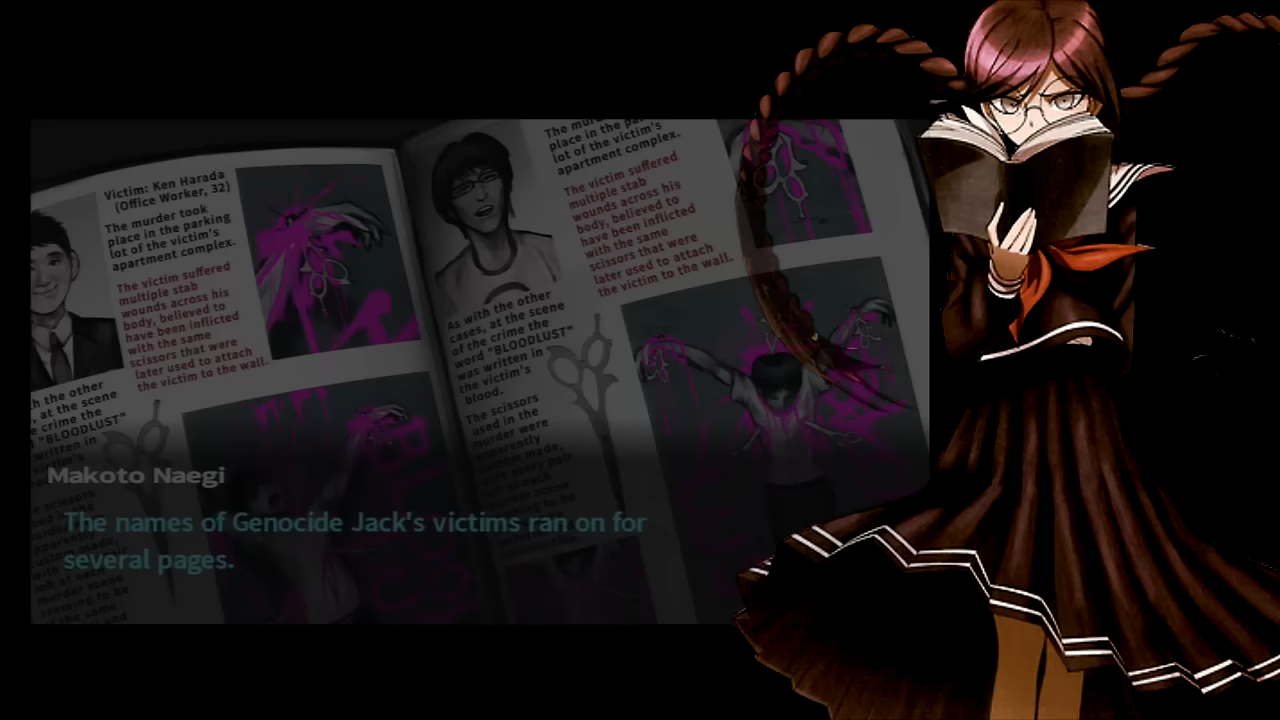 Victim: Ken Harada
(Office Worker, 32)
The murder took
place in the parking
lot of the victim's
apartment complex.
The victim suffered
multiple stab
wounds across his
body, believed to
have been inflicted
with the same
scissors that were
later used to attach
the victim to the wall.
the other
at the scene
crime the
"BLOODLUST"
written in
The murder
place in the parking
lot of the victim's
apartment complex.
The victim suffered
multiple stab
wounds across his
body, believed to
have been inflicted
with the same
scissors that were
later used to attach
the victim to the wall.
As with the other
cases, at the scene
of the crime the
word "BLOODLUST"
was written in
the victim's
blood.
The scissors
used in the
murder were
apparently
Makoto Naegi
The names of Genocide Jack's victims ran on for
several pages.